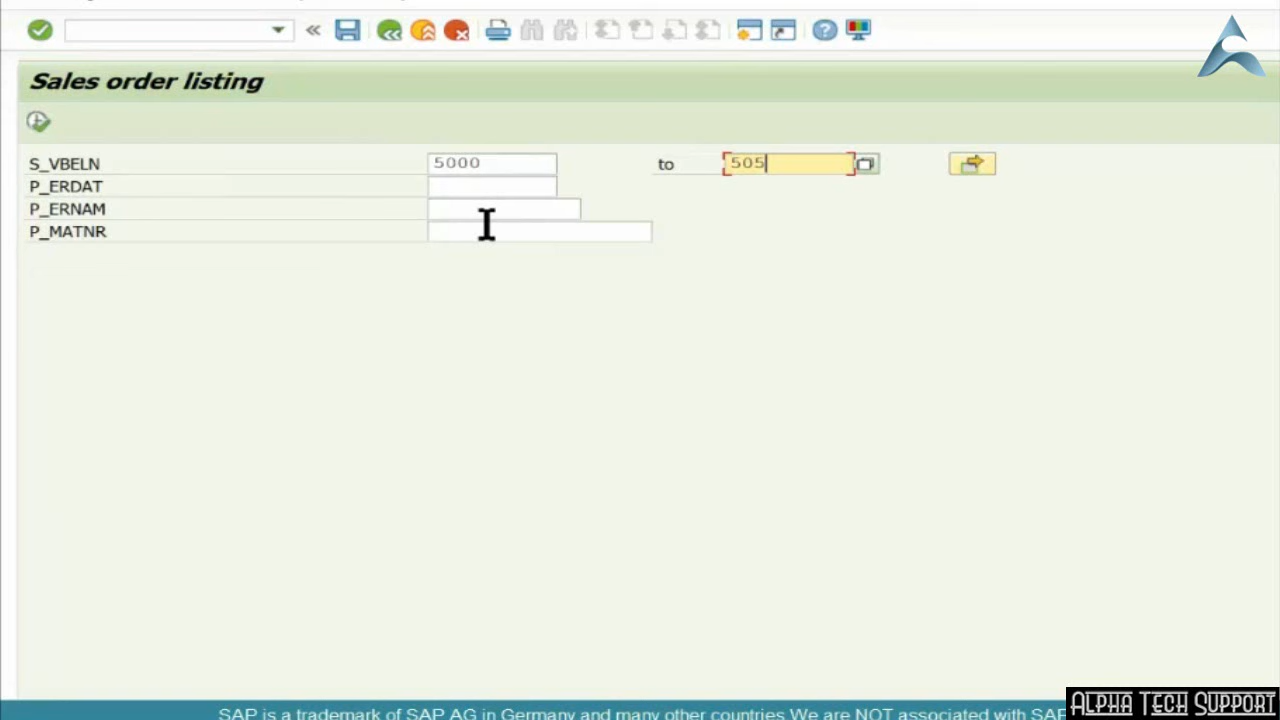 Sales order listing
S_VBELN 5000 to 505
P_ERDAT
P_ERNAM
P_MATNR
SAP is a trademark of SAP AG in Germany and many other countries We are NOT associated with SAP
ALPHA TECH SUPPORT